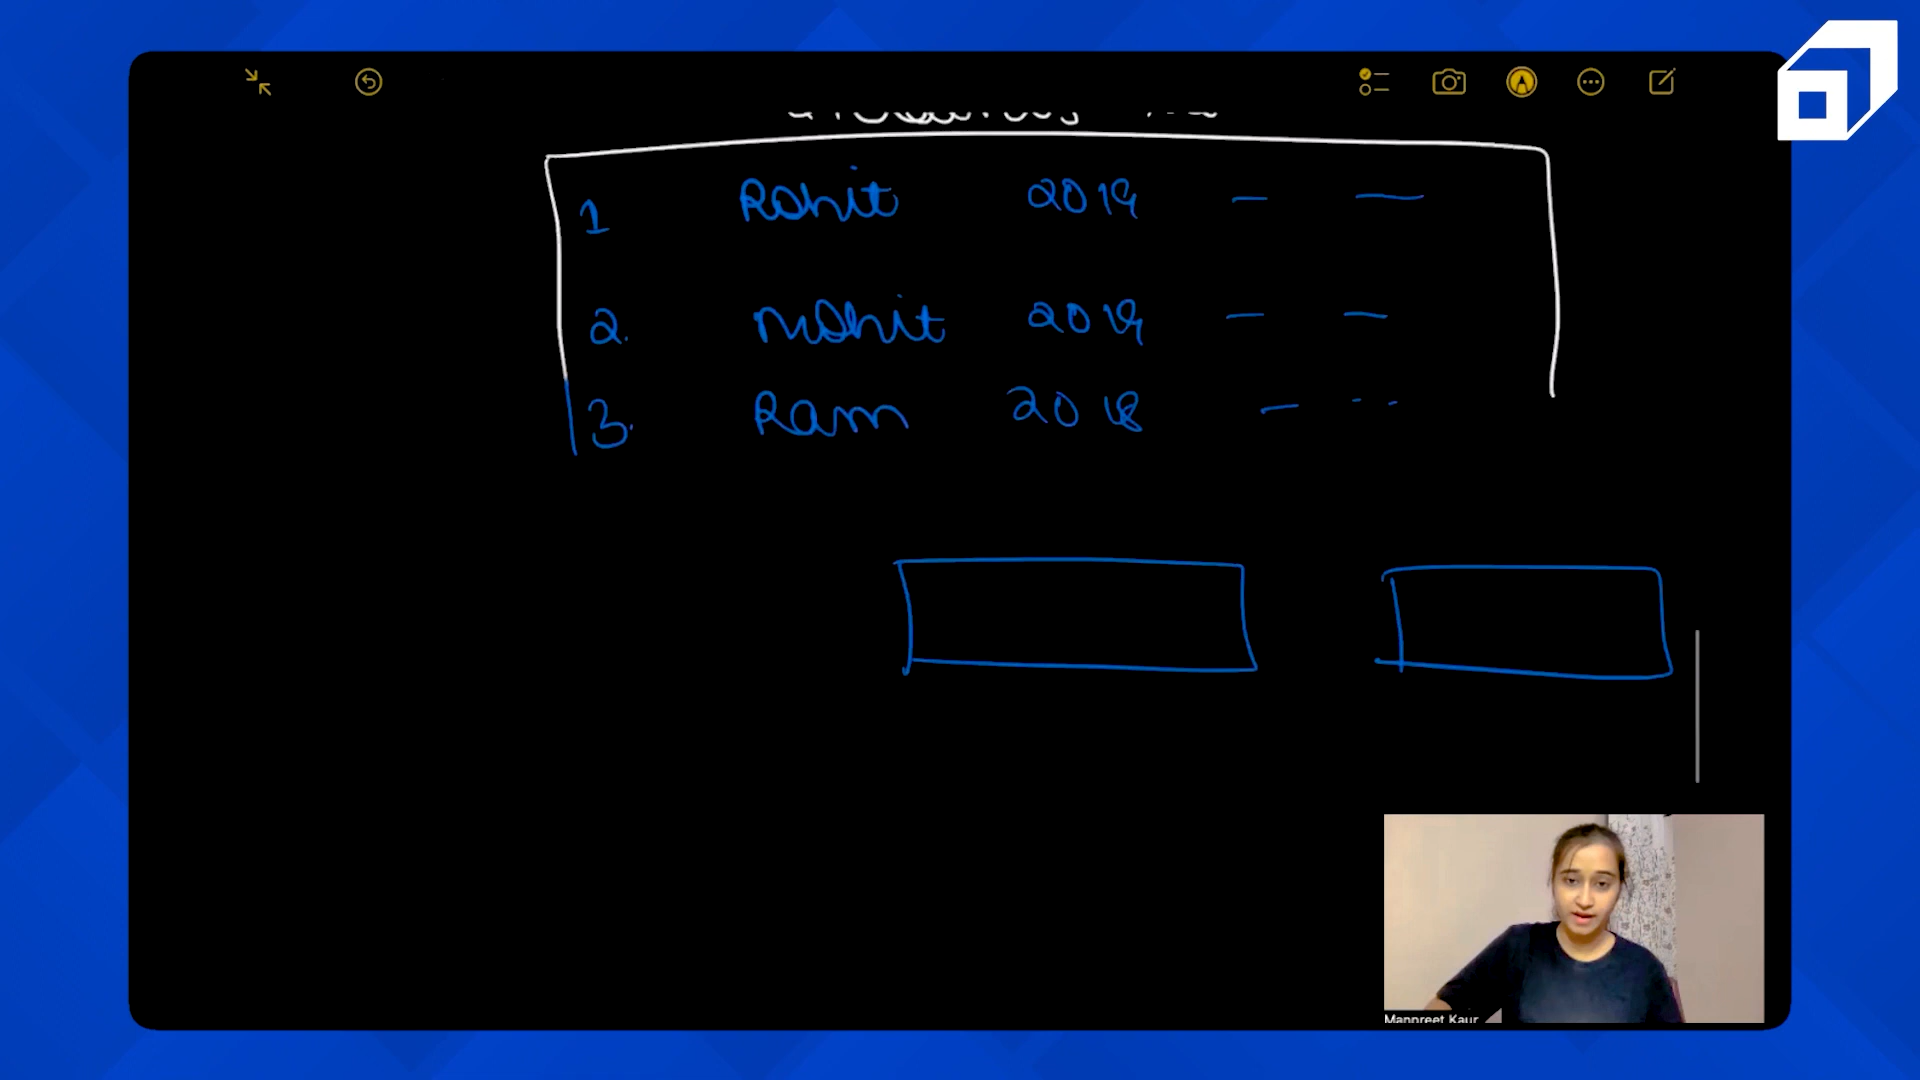 1 Rohit 2019 - —
2. Mohit 2019 - -
3. Ram 2018 - - -
Manpreet Kaur